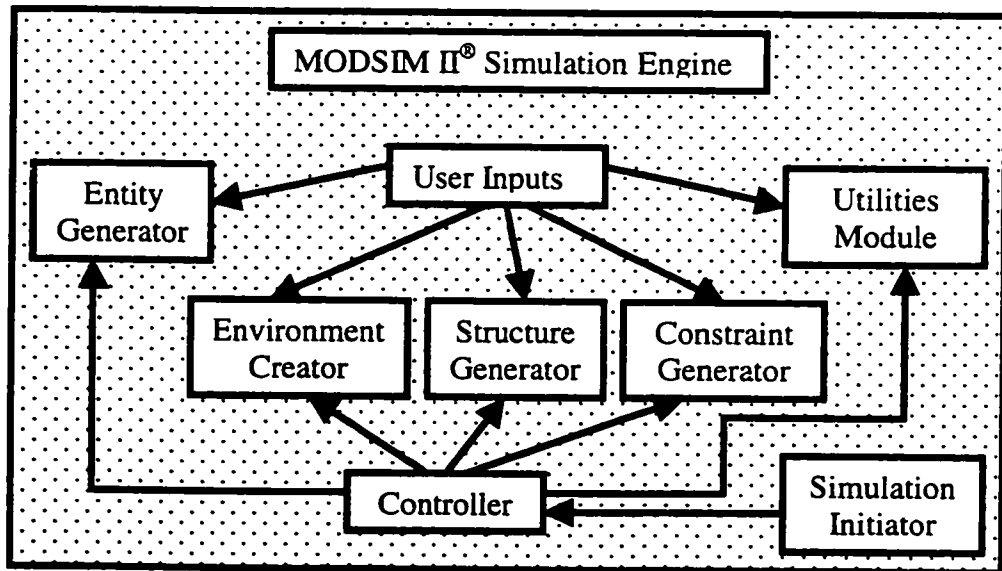 MODSIM II® Simulation Engine
User Inputs
Entity
Generator
Utilities
Module
Environment
Creator
Structure
Generator
Constraint
Generator
Controller
Simulation
Initiator